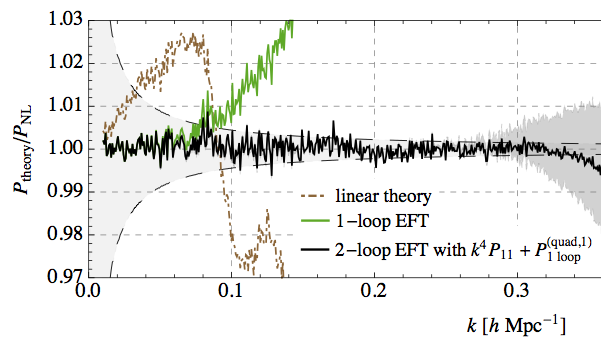 1.03
1.02
1.01
1.00
0.99
0.98
0.97
P_theory/P_NL
linear theory
1−loop EFT
2−loop EFT with k⁴P₁₁ + P_{1 loop}^{(quad,1)}
0.0 0.1 0.2 0.3
k [h Mpc⁻¹]